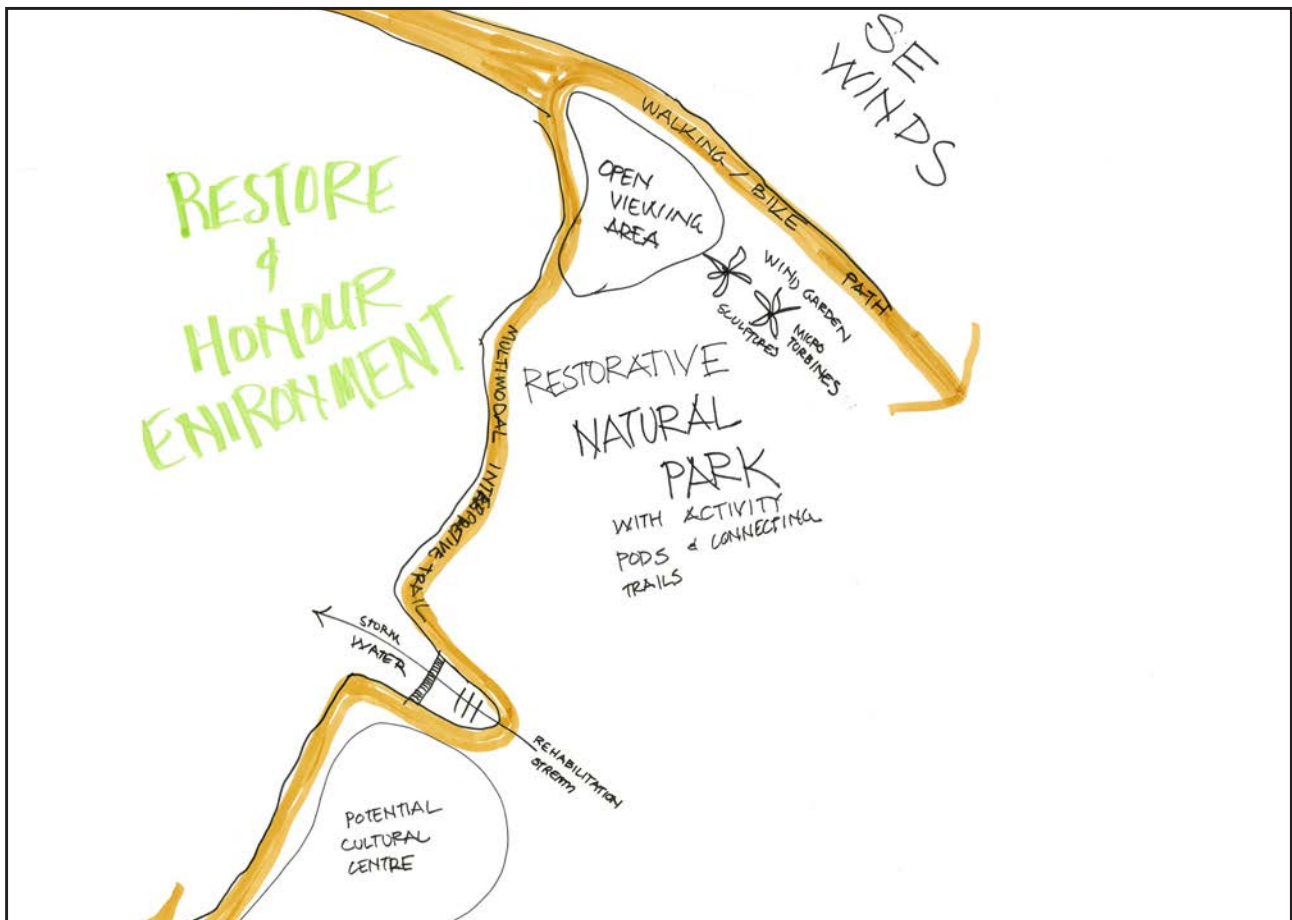 SE
WINDS
RESTORE
&
HONOUR
ENIRONMENT
WALKING / BIKE PATH
OPEN
VIEWING
AREA
WIND GARDEN
SCULPTURES
MICRO
TURBINES
MULTIMODAL INTERPRETIVE TRAIL
RESTORATIVE
NATURAL
PARK
WITH ACTIVITY
PODS & CONNECTING
TRAILS
STORM
WATER
REHABILITATION
STREAM
POTENTIAL
CULTURAL
CENTRE